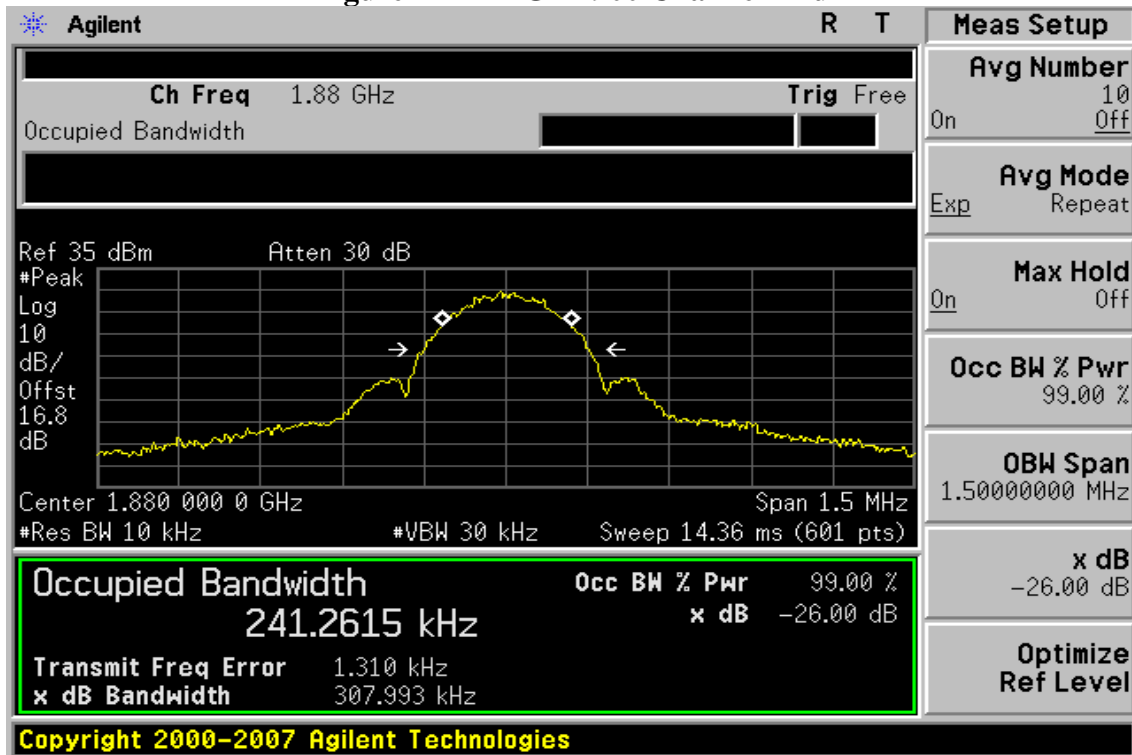 Agilent R T Meas Setup
Avg Number
10
On Off
Ch Freq 1.88 GHz Trig Free
Occupied Bandwidth
Avg Mode
Exp Repeat
Max Hold
On Off
Ref 35 dBm Atten 30 dB
#Peak
Log
10
dB/
Offst
16.8
dB
Occ BW % Pwr
99.00 %
OBW Span
1.50000000 MHz
Center 1.880 000 0 GHz Span 1.5 MHz
#Res BW 10 kHz #VBW 30 kHz Sweep 14.36 ms (601 pts)
x dB
-26.00 dB
Optimize
Ref Level
Occupied Bandwidth Occ BW % Pwr 99.00 %
241.2615 kHz x dB -26.00 dB
Transmit Freq Error 1.310 kHz
x dB Bandwidth 307.993 kHz
Copyright 2000-2007 Agilent Technologies